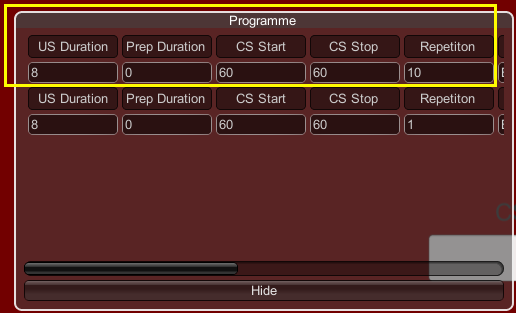 Programme
US Duration Prep Duration CS Start CS Stop Repetiton
8 0 60 60 10
US Duration Prep Duration CS Start CS Stop Repetiton
8 0 60 60 1
Hide